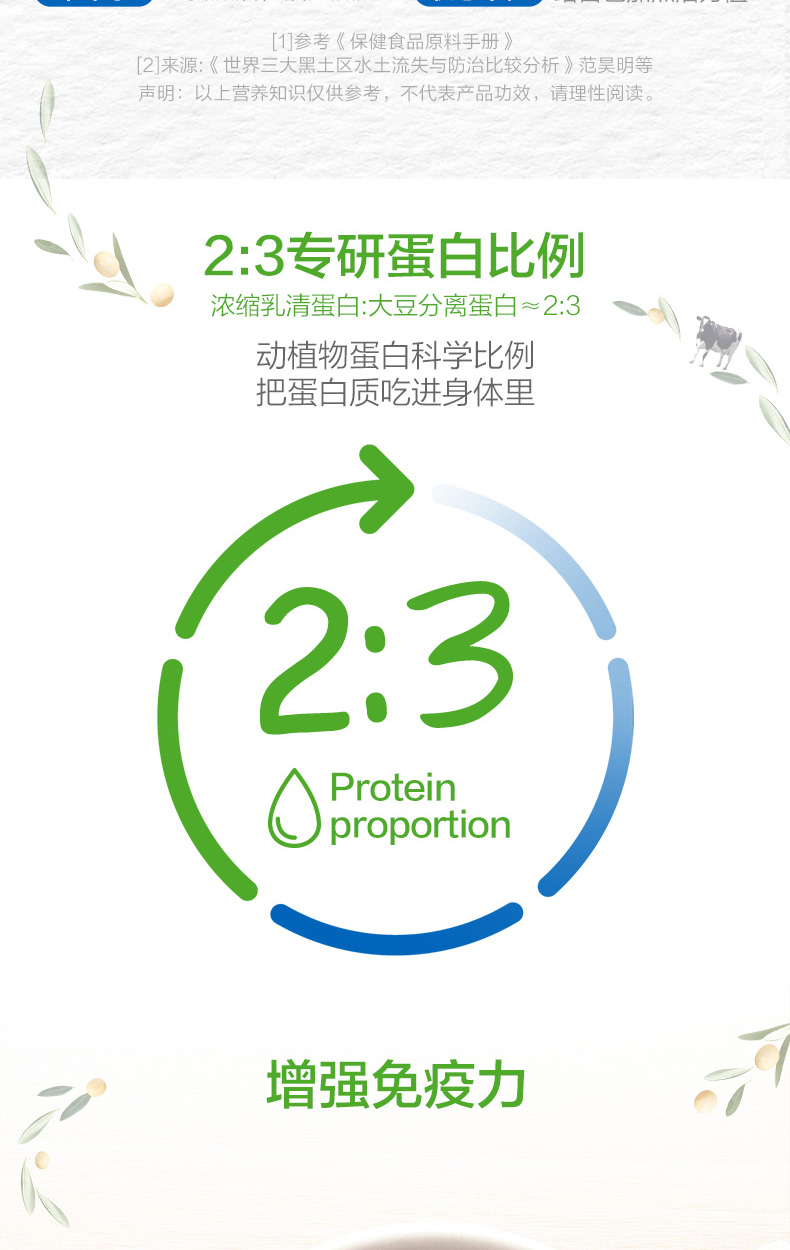 [1]参考《保健食品原料手册》
[2]来源:《世界三大黑土区水土流失与防治比较分析》范昊明等
声明：以上营养知识仅供参考，不代表产品功效，请理性阅读。
2:3专研蛋白比例
浓缩乳清蛋白:大豆分离蛋白≈2:3
动植物蛋白科学比例
把蛋白质吃进身体里
2:3
Protein
proportion
增强免疫力